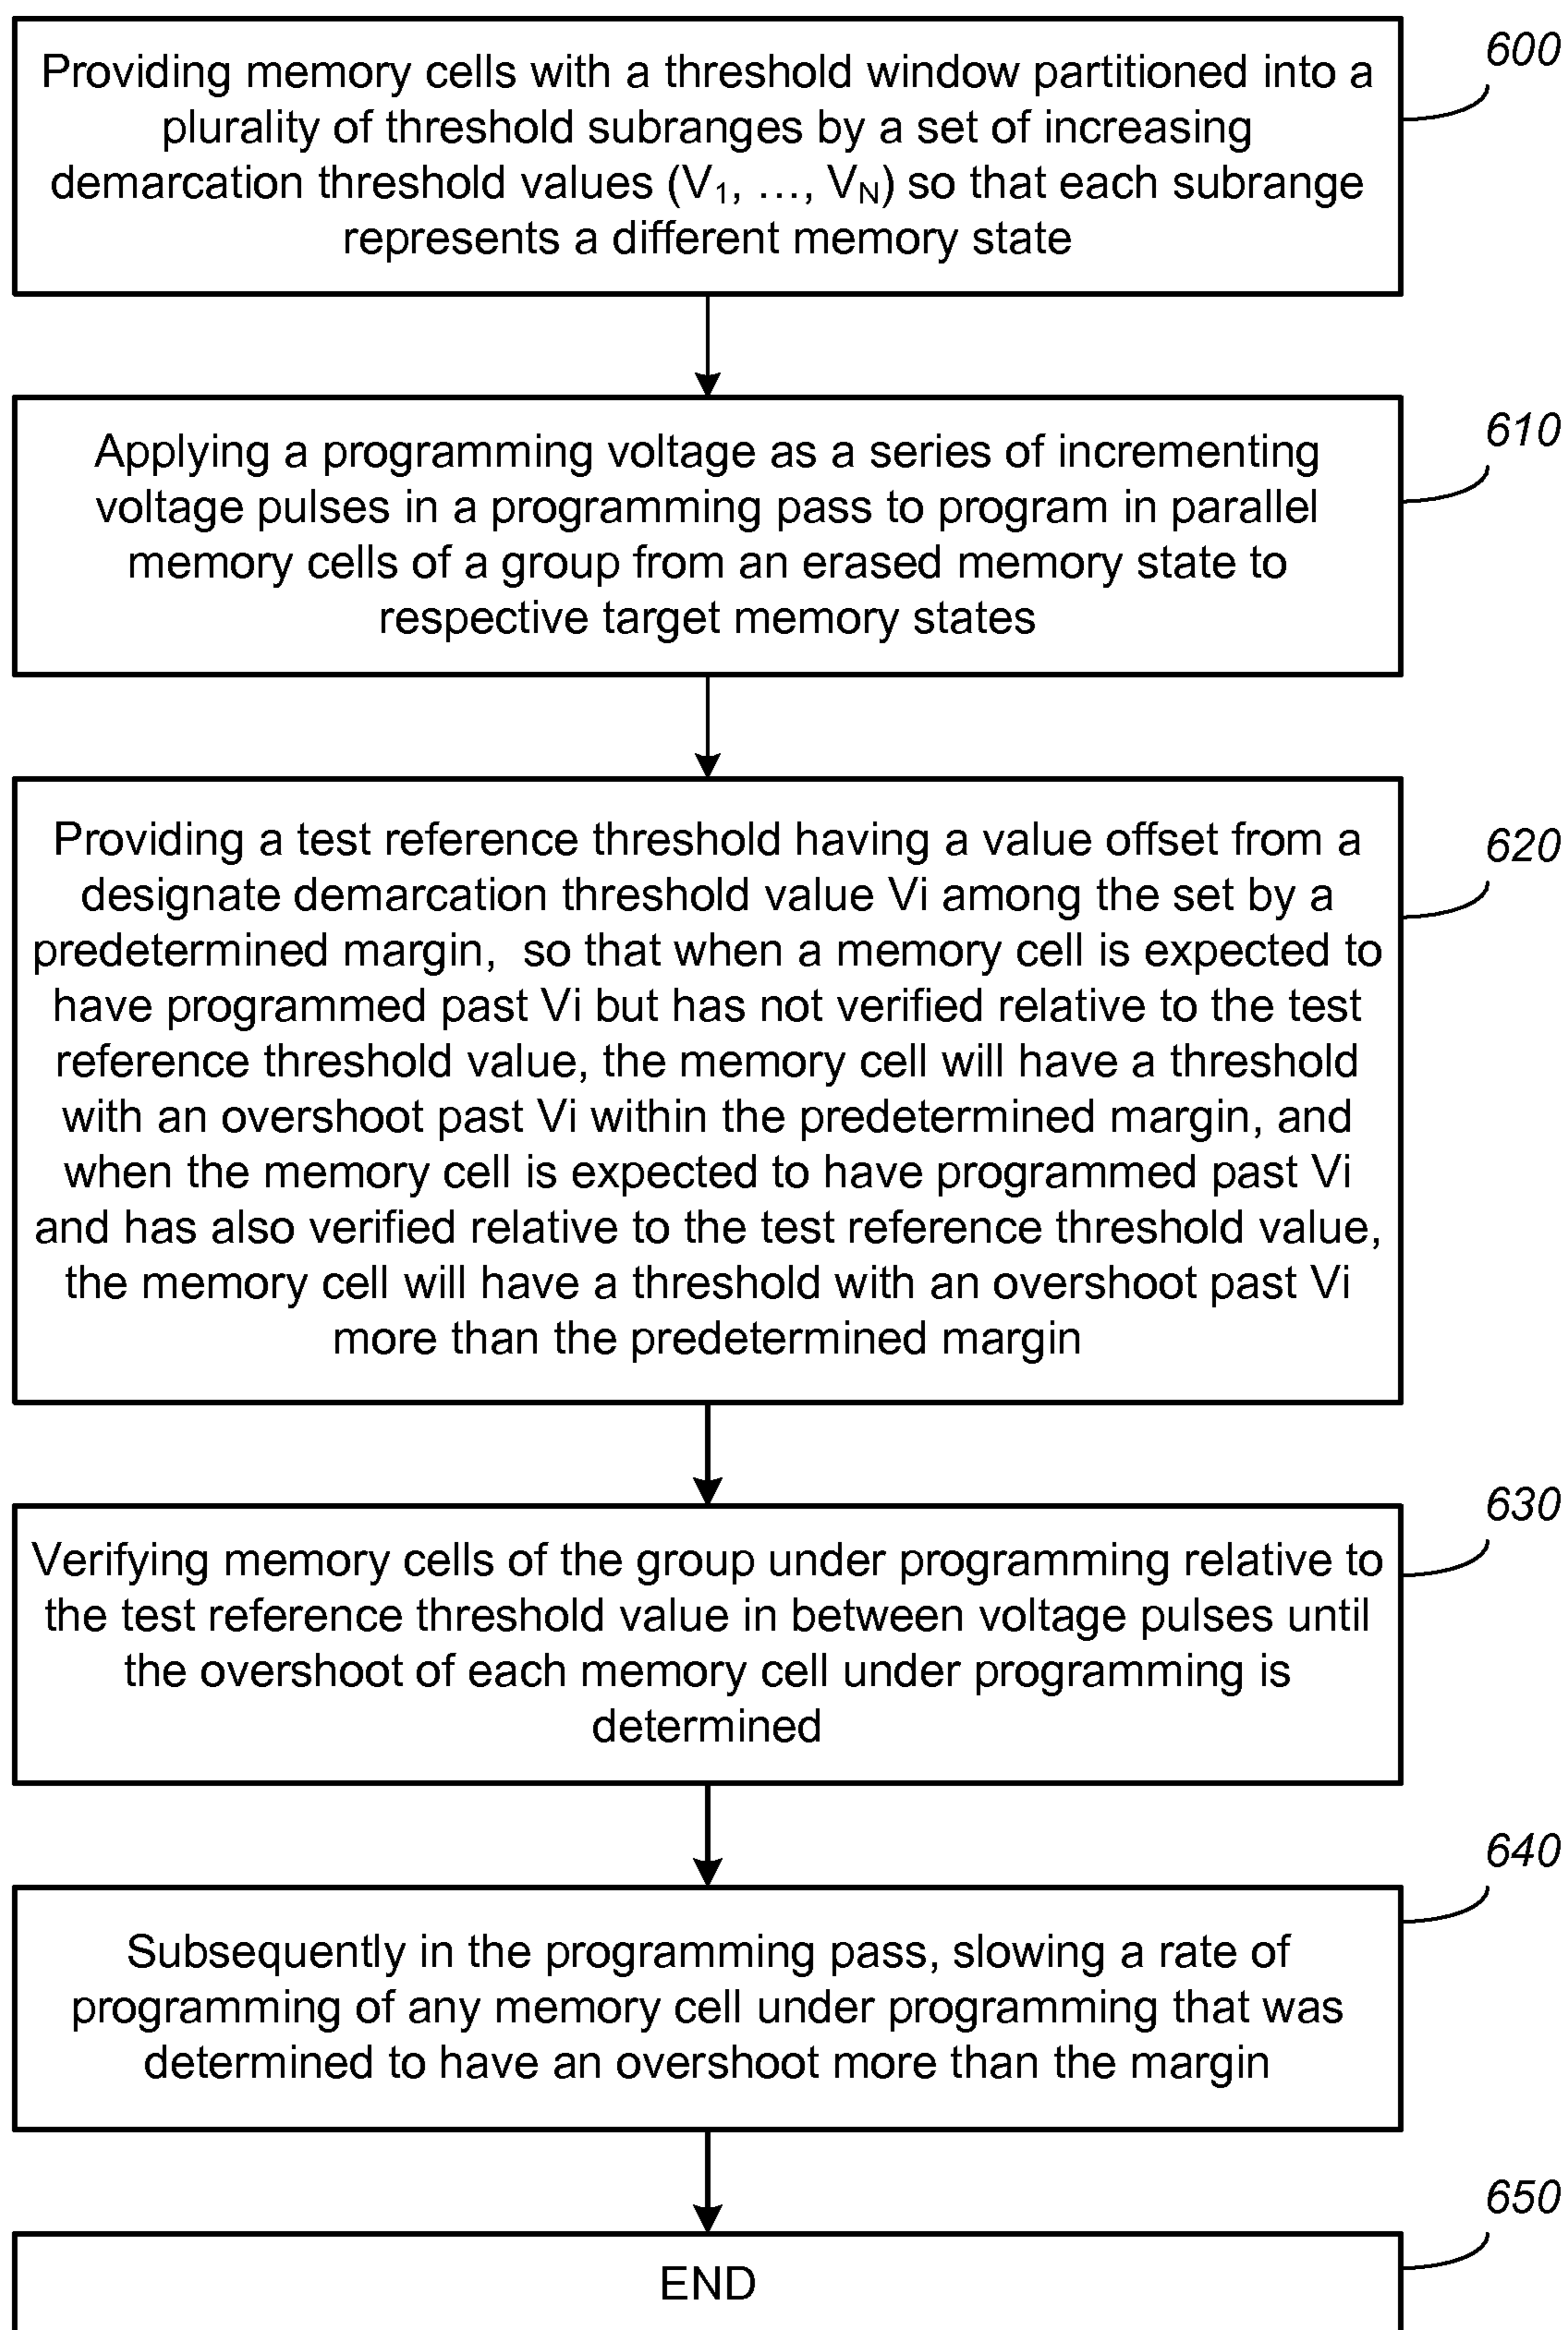 Providing memory cells with a threshold window partitioned into a
plurality of threshold subranges by a set of increasing
demarcation threshold values (V₁, ..., V_N) so that each subrange
represents a different memory state
600
Applying a programming voltage as a series of incrementing
voltage pulses in a programming pass to program in parallel
memory cells of a group from an erased memory state to
respective target memory states
610
Providing a test reference threshold having a value offset from a
designate demarcation threshold value Vi among the set by a
predetermined margin, so that when a memory cell is expected to
have programmed past Vi but has not verified relative to the test
reference threshold value, the memory cell will have a threshold
with an overshoot past Vi within the predetermined margin, and
when the memory cell is expected to have programmed past Vi
and has also verified relative to the test reference threshold value,
the memory cell will have a threshold with an overshoot past Vi
more than the predetermined margin
620
Verifying memory cells of the group under programming relative to
the test reference threshold value in between voltage pulses until
the overshoot of each memory cell under programming is
determined
630
Subsequently in the programming pass, slowing a rate of
programming of any memory cell under programming that was
determined to have an overshoot more than the margin
640
END
650